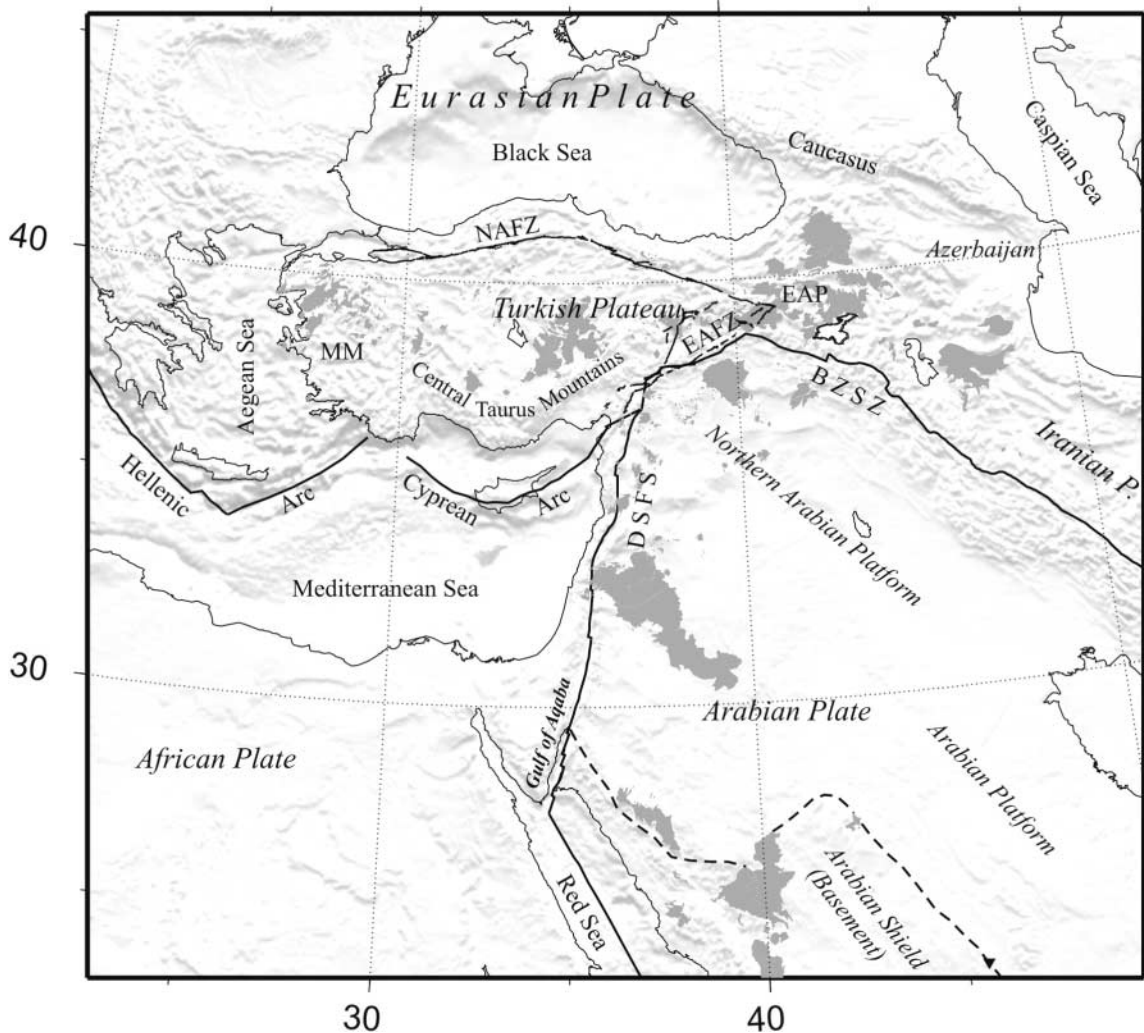 Eurasian Plate
Black Sea
Caucasus
Caspian Sea
40
NAFZ
Azerbaijan
Turkish Plateau
EAP
EAFZ
Aegean Sea
MM
Central Taurus Mountains
BZSZ
Iranian P.
Hellenic Arc
Cyprean Arc
DSFS
Northern Arabian Platform
Mediterranean Sea
30
Gulf of Aqaba
Arabian Plate
African Plate
Arabian Platform
Red Sea
Arabian Shield
(Basement)
30
40